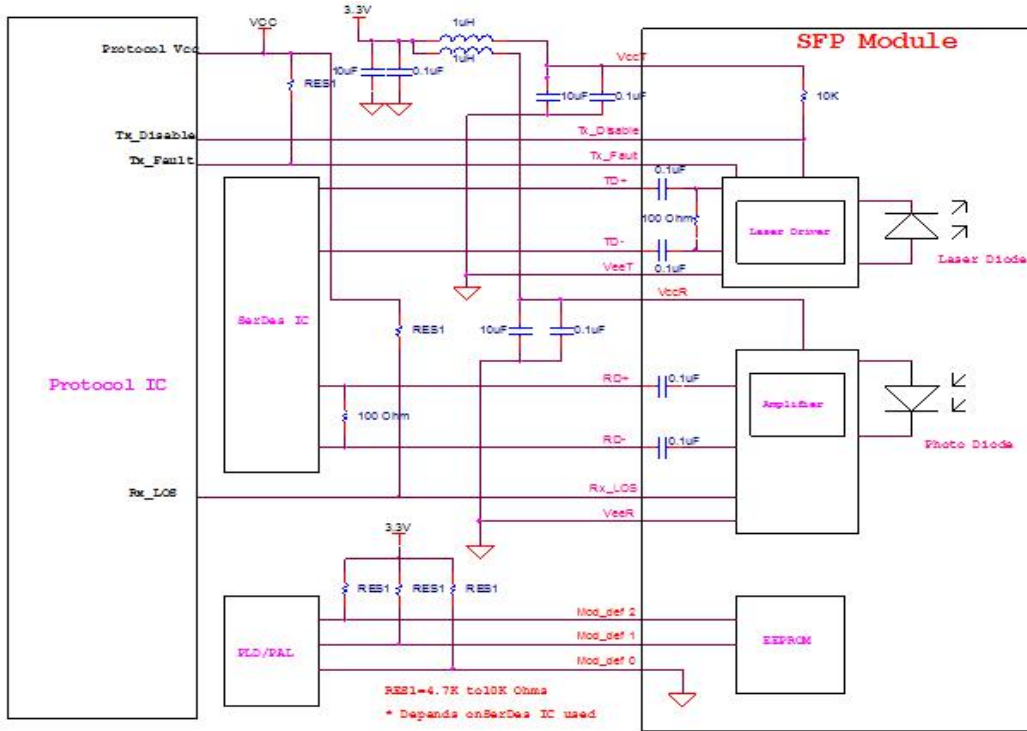 3.3V
VCC
1uH
SFP Module
Protocol Vcc
1uH
VccT
10uF
0.1uF
RES1
10uF
0.1uF
10K
Tx_Disable
Tx_Disable
Tx_Fault
Tx_Faut
0.1uF
TD+
100 Ohm
Laser Driver
TD-
Laser Diode
VeeT
0.1uF
VccR
SerDes IC
RES1
10uF
0.1uF
Protocol IC
RD+
0.1uF
Amplifier
100 Ohm
RD-
0.1uF
Photo Diode
Rx_LOS
Rx_LOS
VeeR
3.3V
RES1
RES1
RES1
Mod_def 2
Mod_def 1
EEPROM
PLD/PAL
Mod_def 0
RES1=4.7K to10K Ohms
* Depends onSerDes IC used